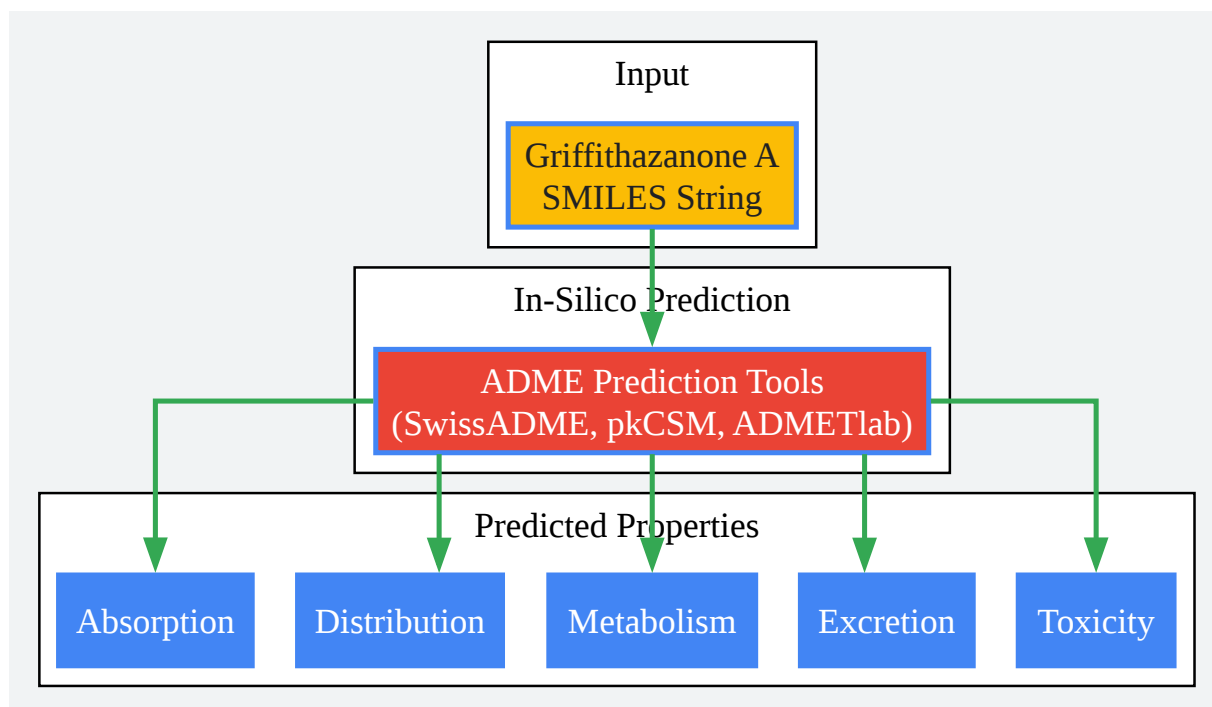 Input
Griffithazanone A
SMILES String
In-Silico Prediction
ADME Prediction Tools
(SwissADME, pkCSM, ADMETlab)
Predicted Properties
Absorption
Distribution
Metabolism
Excretion
Toxicity